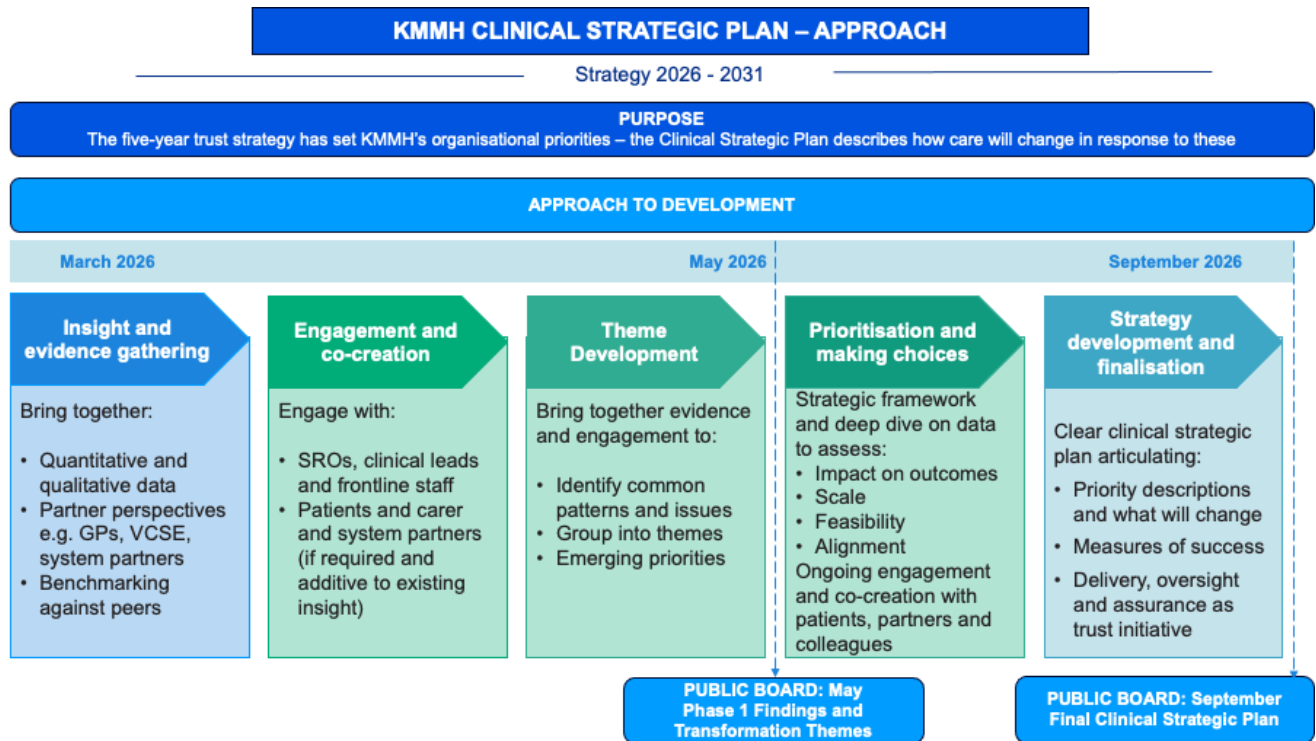 KMMH CLINICAL STRATEGIC PLAN – APPROACH
Strategy 2026 - 2031
PURPOSE
The five-year trust strategy has set KMMH's organisational priorities – the Clinical Strategic Plan describes how care will change in response to these
APPROACH TO DEVELOPMENT
March 2026
May 2026
September 2026
Insight and
evidence gathering
Bring together:
• Quantitative and
qualitative data
• Partner perspectives
e.g. GPs, VCSE,
system partners
• Benchmarking
against peers
Engagement and
co-creation
Engage with:
• SROs, clinical leads
and frontline staff
• Patients and carer
and system partners
(if required and
additive to existing
insight)
Theme
Development
Bring together evidence
and engagement to:
• Identify common
patterns and issues
• Group into themes
• Emerging priorities
Prioritisation and
making choices
Strategic framework
and deep dive on data
to assess:
• Impact on outcomes
• Scale
• Feasibility
• Alignment
Ongoing engagement
and co-creation with
patients, partners and
colleagues
Strategy
development and
finalisation
Clear clinical strategic
plan articulating:
• Priority descriptions
and what will change
• Measures of success
• Delivery, oversight
and assurance as
trust initiative
PUBLIC BOARD: May
Phase 1 Findings and
Transformation Themes
PUBLIC BOARD: September
Final Clinical Strategic Plan